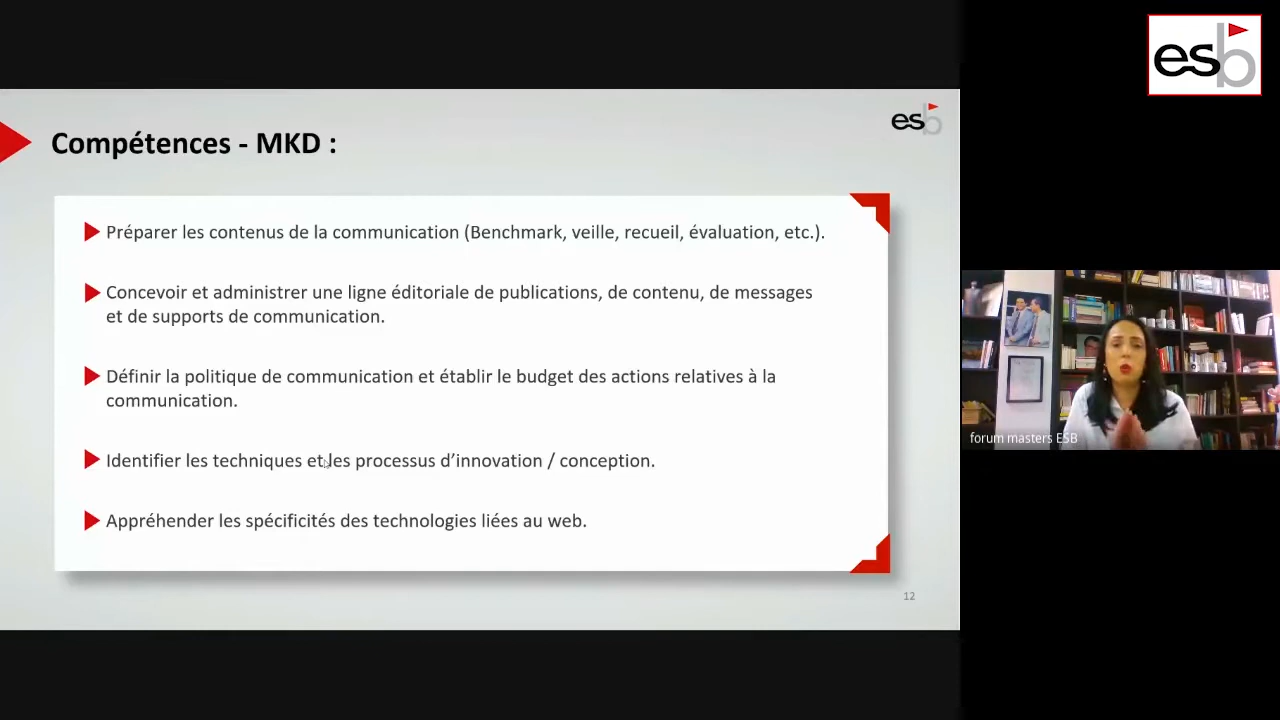 esb
esb
Compétences - MKD :
Préparer les contenus de la communication (Benchmark, veille, recueil, évaluation, etc.).
Concevoir et administrer une ligne éditoriale de publications, de contenu, de messages
et de supports de communication.
Définir la politique de communication et établir le budget des actions relatives à la
communication.
Identifier les techniques et les processus d’innovation / conception.
Appréhender les spécificités des technologies liées au web.
12
forum masters ESB